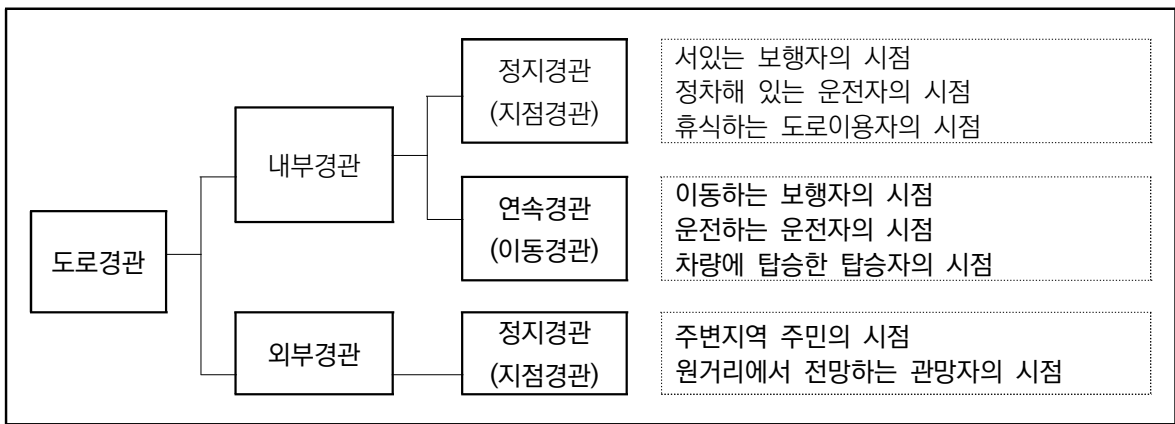 도로경관
내부경관
정지경관
(지점경관)
서있는 보행자의 시점
정차해 있는 운전자의 시점
휴식하는 도로이용자의 시점
연속경관
(이동경관)
이동하는 보행자의 시점
운전하는 운전자의 시점
차량에 탑승한 탑승자의 시점
외부경관
정지경관
(지점경관)
주변지역 주민의 시점
원거리에서 전망하는 관망자의 시점